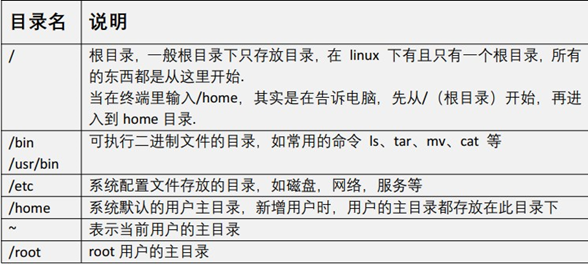 目录名 说明
/ 根目录，一般根目录下只存放目录，在 linux 下有且只有一个根目录，所有
的东西都是从这里开始.
当在终端里输入/home，其实是在告诉电脑，先从/（根目录）开始，再进
入到 home 目录.
/bin 可执行二进制文件的目录，如常用的命令 ls、tar、mv、cat 等
/usr/bin
/etc 系统配置文件存放的目录，如磁盘，网络，服务等
/home 系统默认的用户主目录，新增用户时，用户的主目录都存放在此目录下
~ 表示当前用户的主目录
/root root 用户的主目录